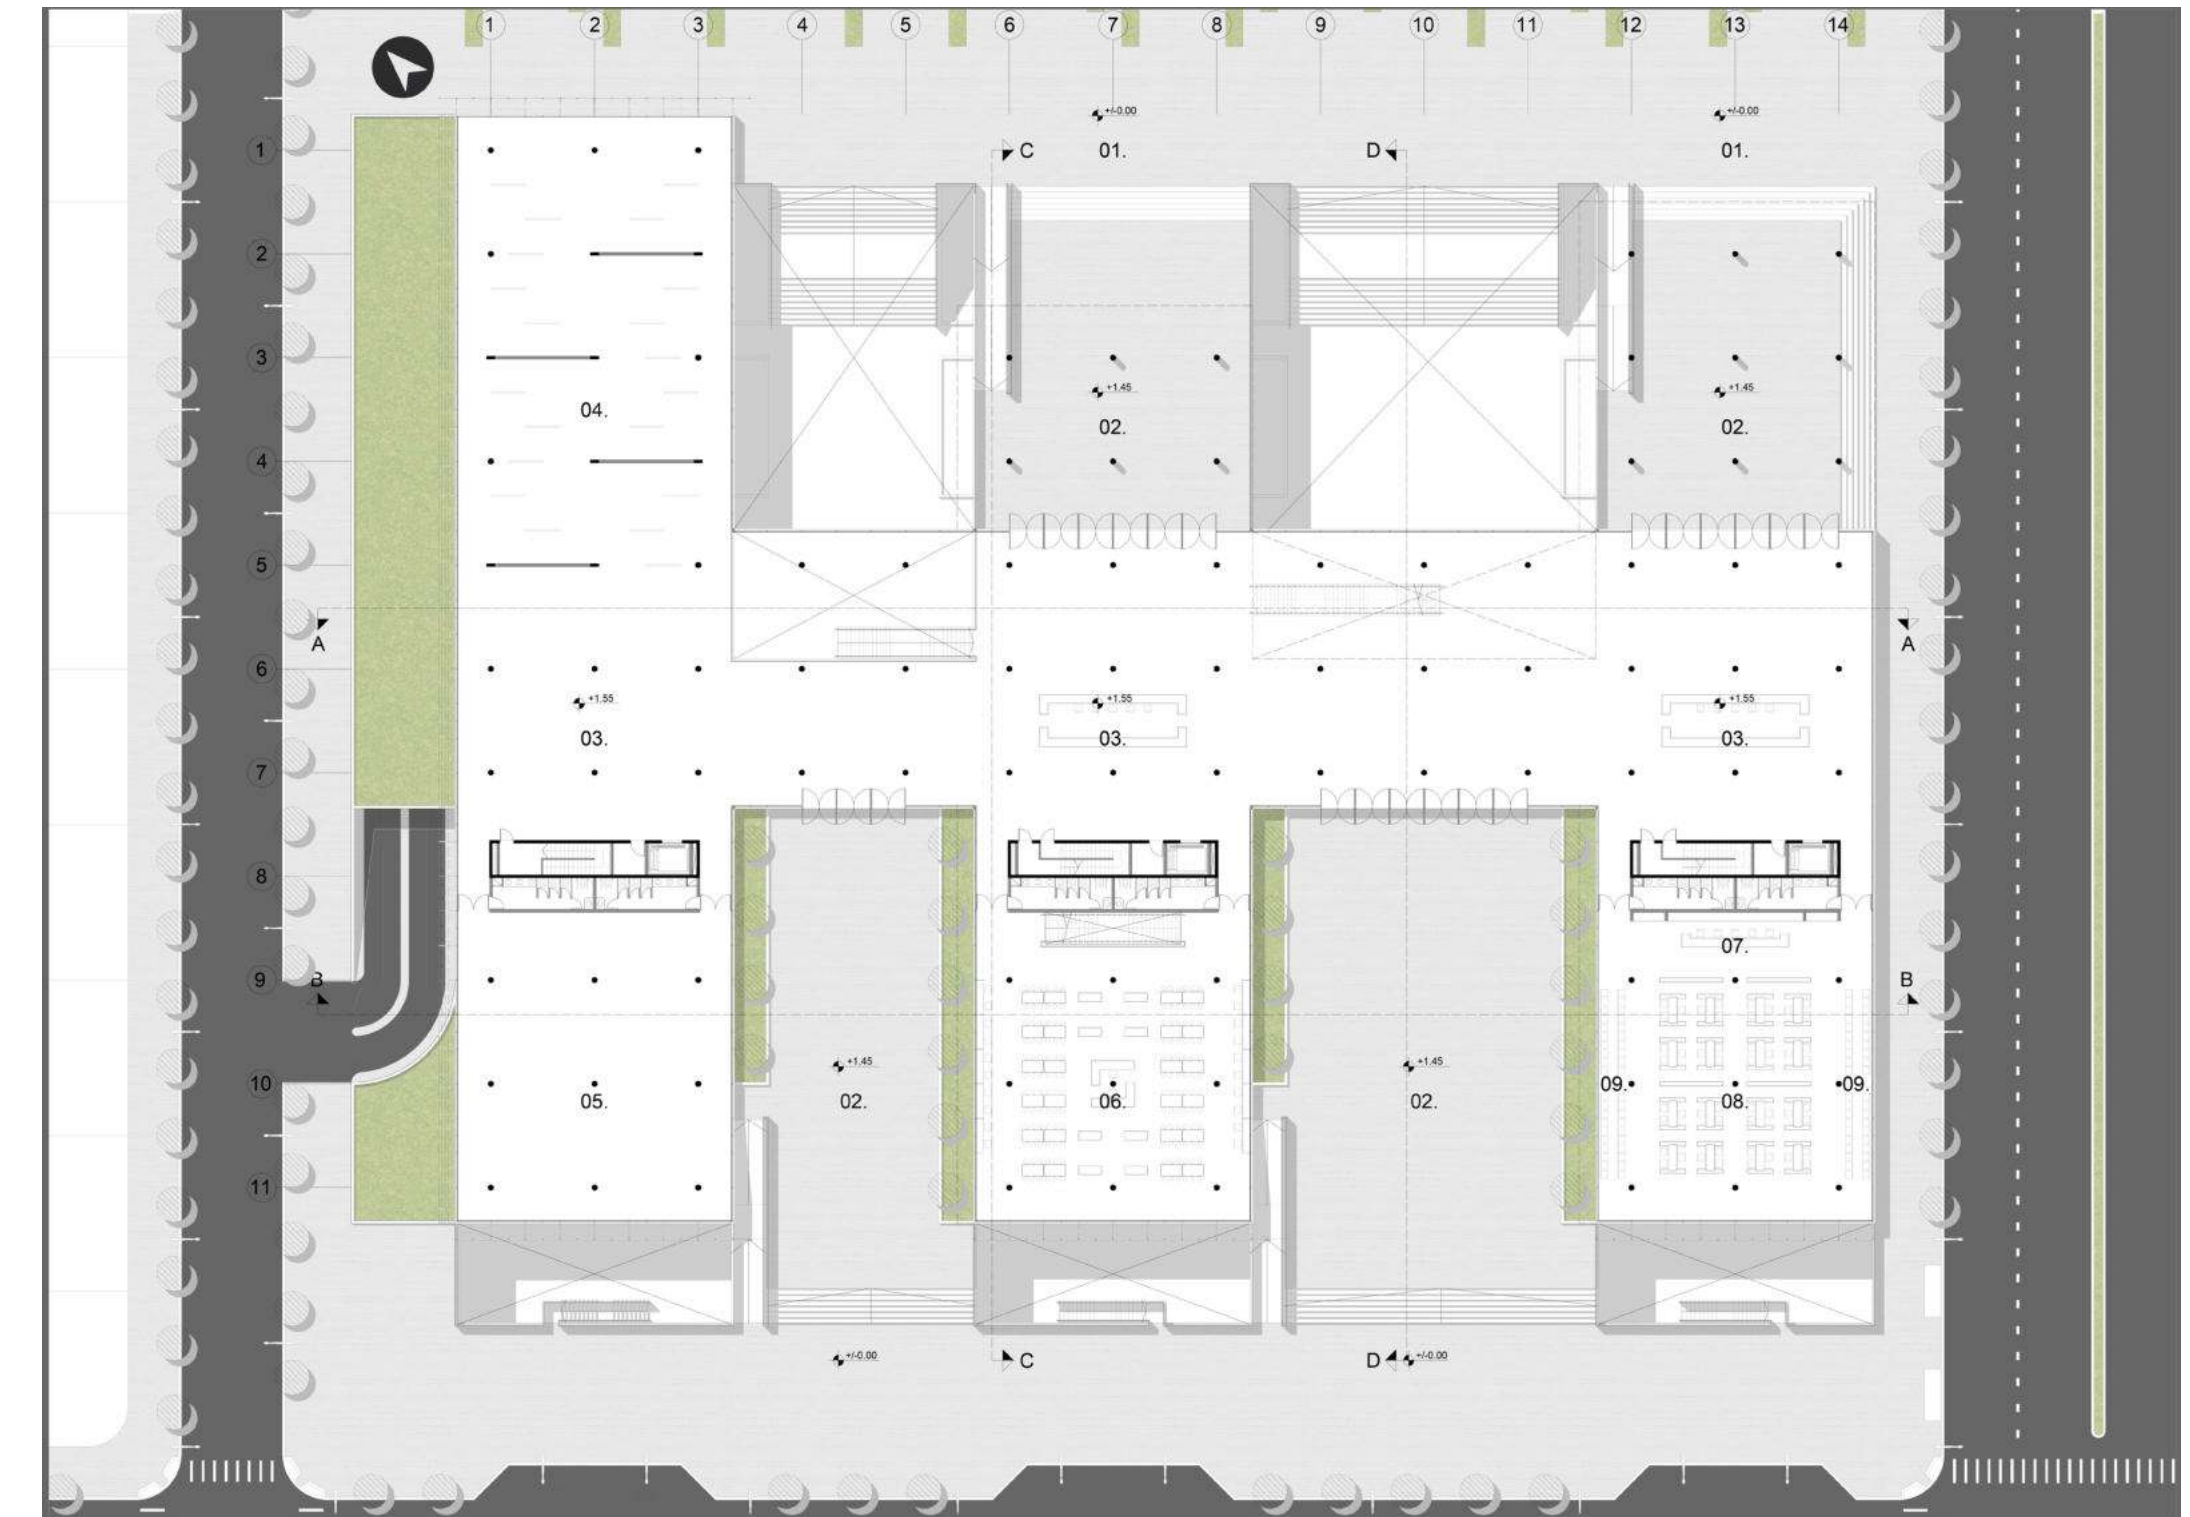 1 2 3 4 5 6 7 8 9 10 11 12 13 14
+/-0.00 +/-0.00
1 C D 01. 01.
2
3
+1.45 +1.45
04. 02. 02.
4
5
A A
6
+1.55 +1.55 +1.55
03. 03. 03.
7
8
07.
9 B B
+1.45 +1.45
10 09. 09.
05. 02. 06. 02. 08.
11
+/-0.00 C D +/-0.00